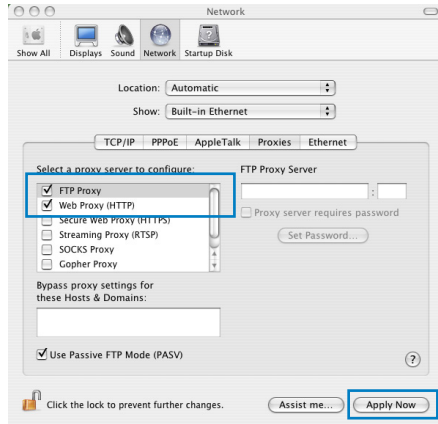 Network
Show All Displays Sound Network Startup Disk
Location: Automatic
Show: Built-in Ethernet
TCP/IP PPPoE AppleTalk Proxies Ethernet
Select a proxy server to configure: FTP Proxy Server
FTP Proxy
Web Proxy (HTTP) :
Secure Web Proxy (HTTPS) Proxy server requires password
Streaming Proxy (RTSP) Set Password...
SOCKS Proxy
Gopher Proxy
Bypass proxy settings for
these Hosts & Domains:
Use Passive FTP Mode (PASV) ?
Click the lock to prevent further changes. Assist me... Apply Now